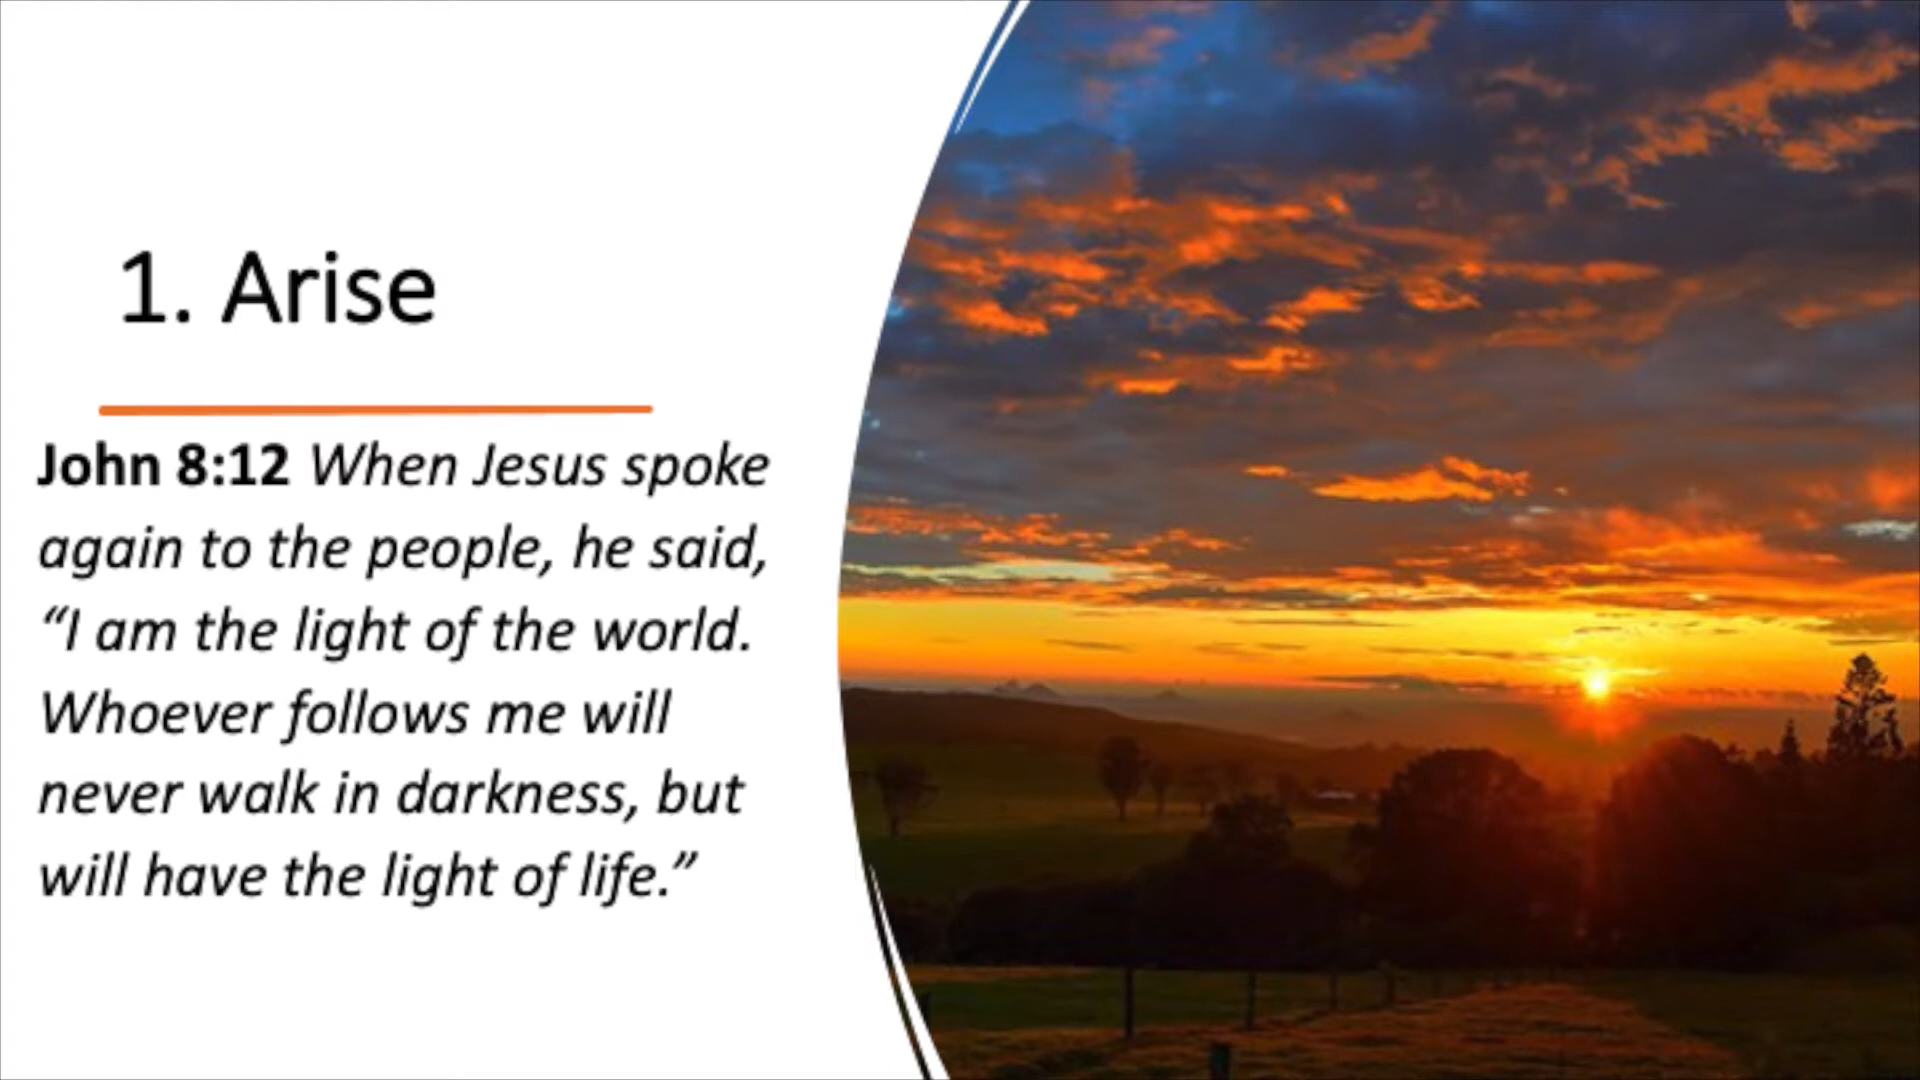 1. Arise
John 8:12 When Jesus spoke
again to the people, he said,
“I am the light of the world.
Whoever follows me will
never walk in darkness, but
will have the light of life.”